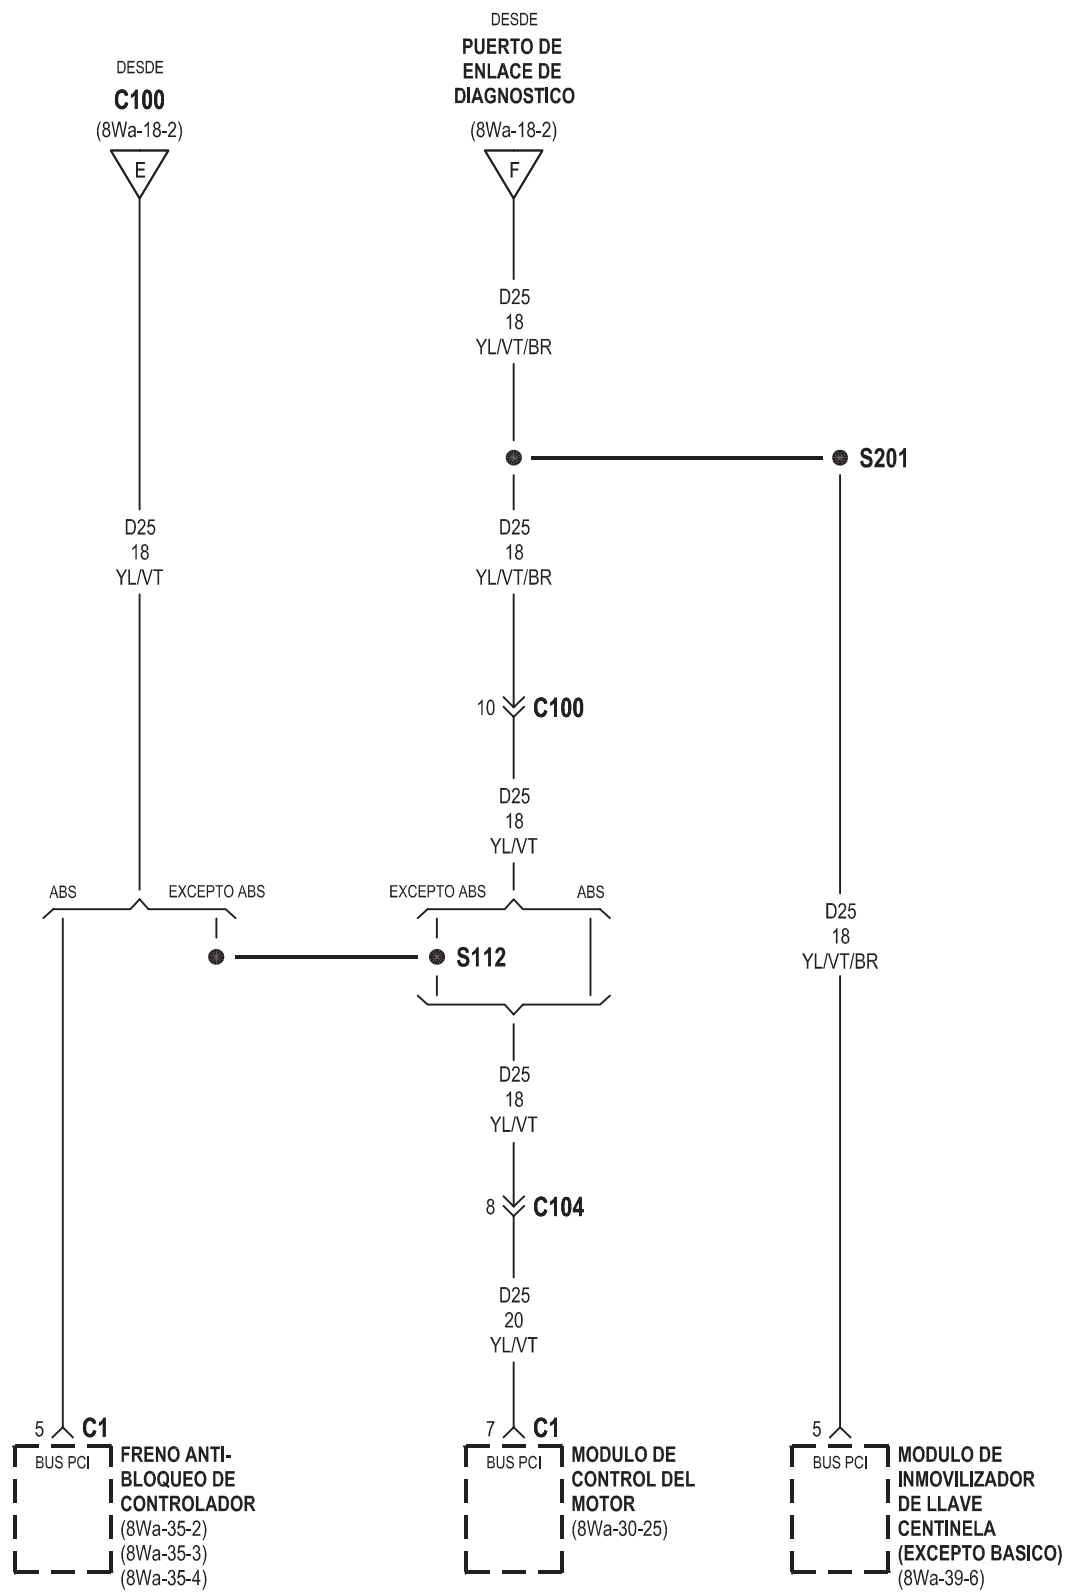 DESDE
C100
(8Wa-18-2)
E
DESDE
PUERTO DE
ENLACE DE
DIAGNOSTICO
(8Wa-18-2)
F
D25
18
YL/VT/BR
S201
D25
18
YL/VT
D25
18
YL/VT/BR
10 C100
D25
18
YL/VT
ABS
EXCEPTO ABS
EXCEPTO ABS
ABS
S112
D25
18
YL/VT/BR
D25
18
YL/VT
8 C104
D25
20
YL/VT
5 C1
BUS PCI
FRENO ANTI-
BLOQUEO DE
CONTROLADOR
(8Wa-35-2)
(8Wa-35-3)
(8Wa-35-4)
7 C1
BUS PCI
MODULO DE
CONTROL DEL
MOTOR
(8Wa-30-25)
5
BUS PCI
MODULO DE
INMOVILIZADOR
DE LLAVE
CENTINELA
(EXCEPTO BASICO)
(8Wa-39-6)